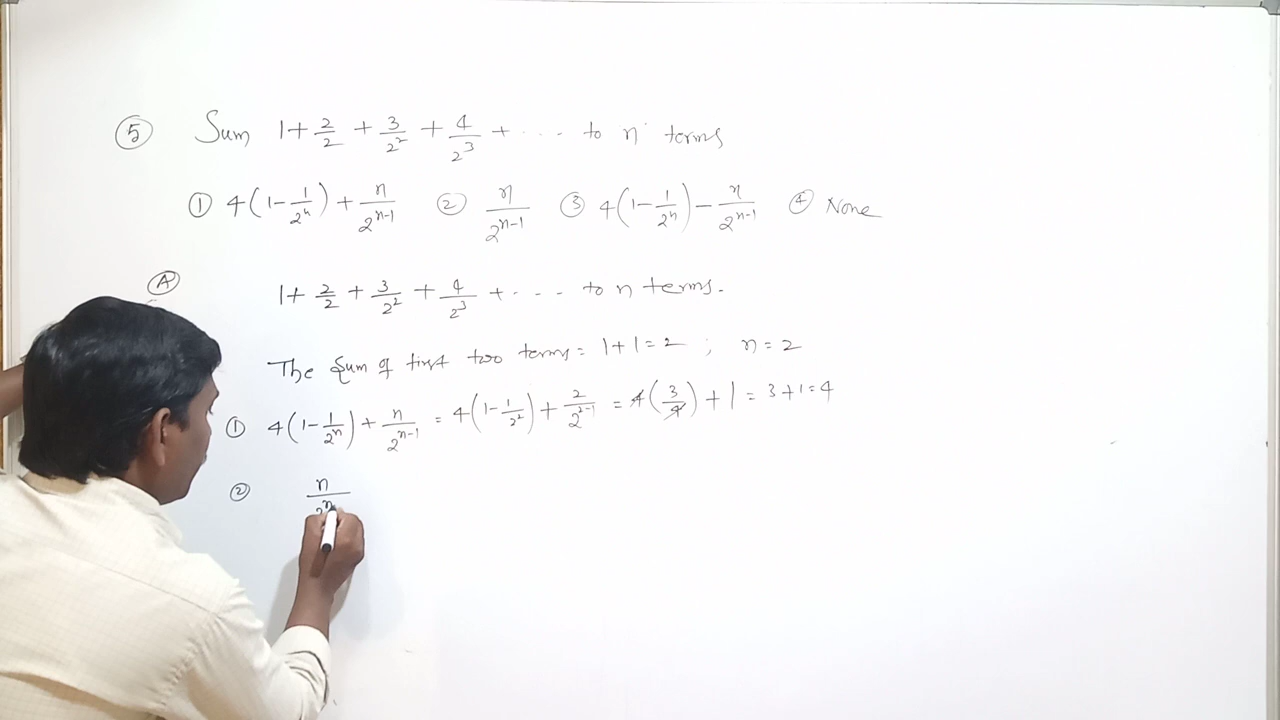 ⑤ Sum 1 + 2/2 + 3/2² + 4/2³ + ···· to n terms
① 4(1 - 1/2ⁿ) + n/2ⁿ⁻¹ ② n/2ⁿ⁻¹ ③ 4(1 - 1/2ⁿ) - n/2ⁿ⁻¹ ④ None
Ⓐ 1 + 2/2 + 3/2² + 4/2³ + ···· to n terms.
The Sum of first two terms = 1 + 1 = 2 ; n = 2
① 4(1 - 1/2ⁿ) + n/2ⁿ⁻¹ = 4(1 - 1/2²) + 2/2²⁻¹ = 4(3/4) + 1 = 3 + 1 = 4
② n/2ⁿ